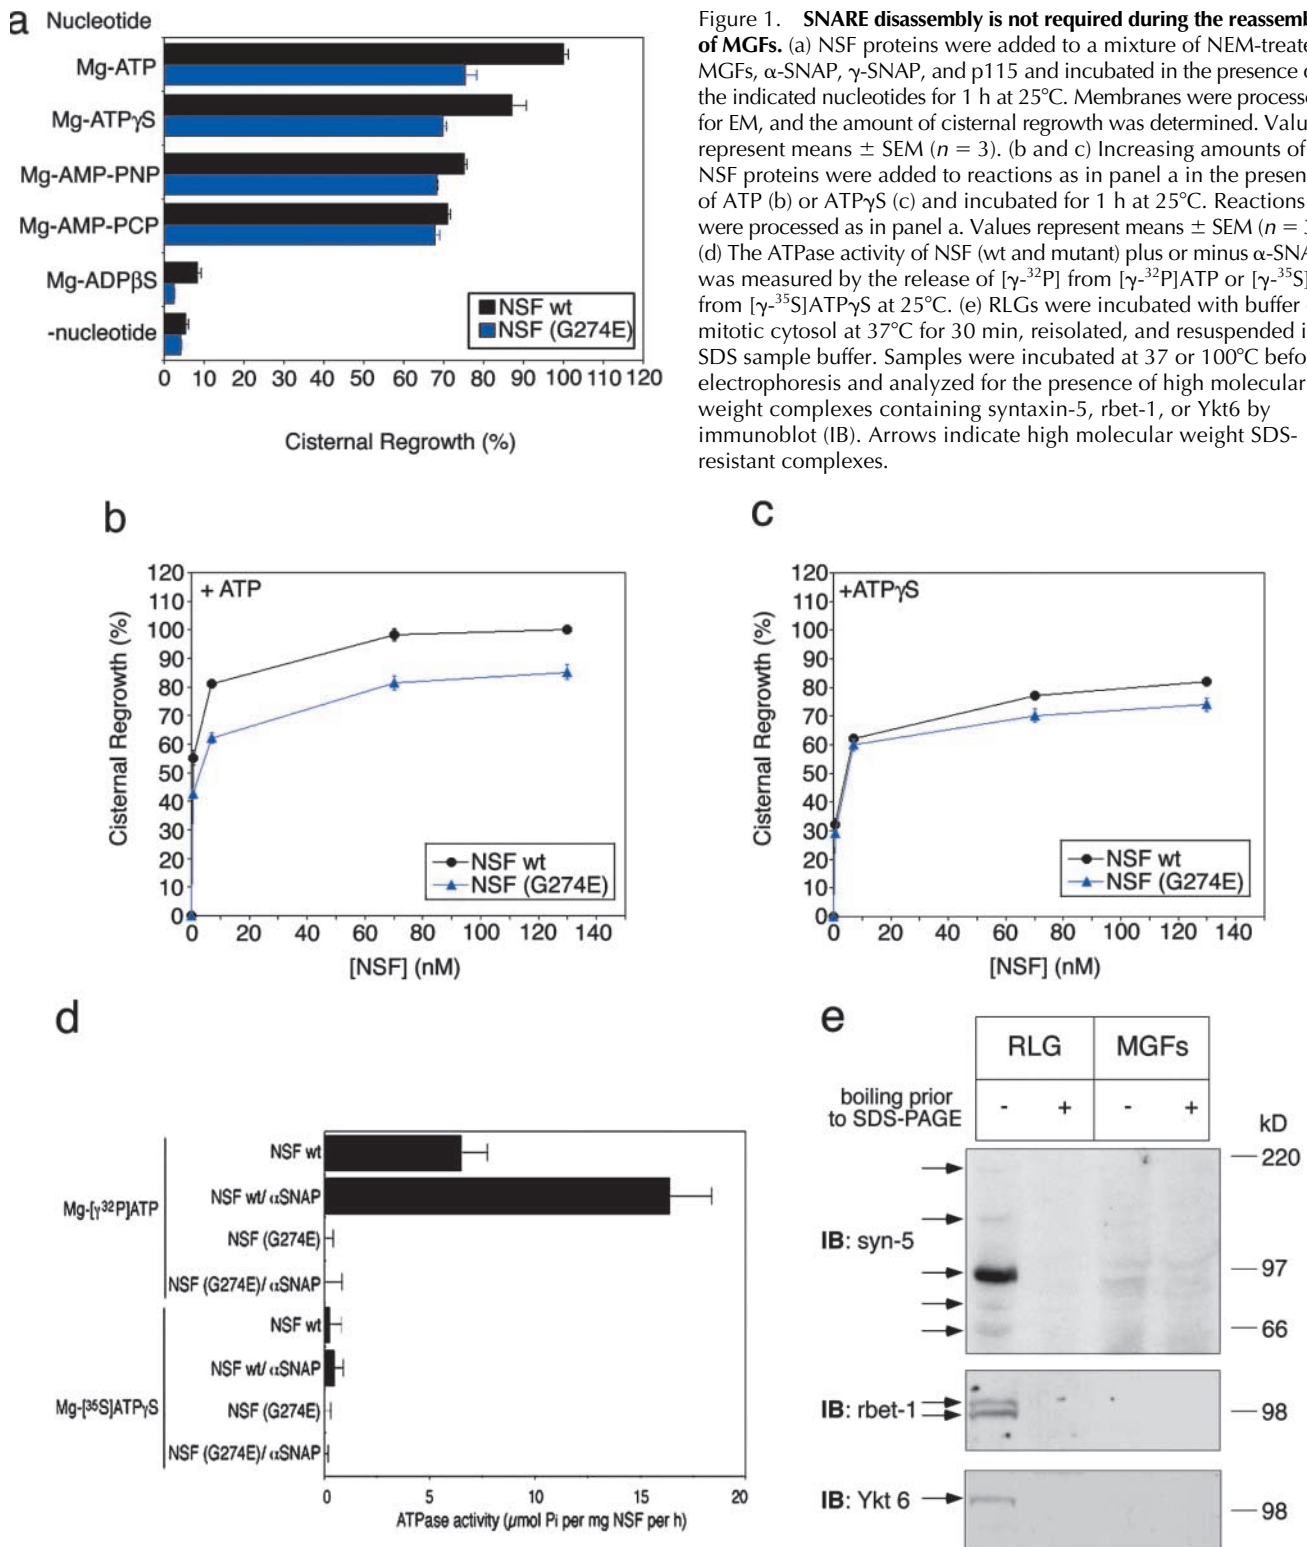 a
Nucleotide
Mg-ATP
Mg-ATPγS
Mg-AMP-PNP
Mg-AMP-PCP
Mg-ADPβS
-nucleotide
NSF wt
NSF (G274E)
0 10 20 30 40 50 60 70 80 90 100 110 120
Cisternal Regrowth (%)
Figure 1. SNARE disassembly is not required during the
of MGFs. (a) NSF proteins were added to a mixture of
MGFs, α-SNAP, γ-SNAP, and p115 and incubated in the presence
the indicated nucleotides for 1 h at 25°C. Membranes were
for EM, and the amount of cisternal regrowth was determined.
represent means ± SEM (n = 3). (b and c) Increasing amounts of
NSF proteins were added to reactions as in panel a in the
of ATP (b) or ATPγS (c) and incubated for 1 h at 25°C. Reactions
were processed as in panel a. Values represent means ± SEM (n =
(d) The ATPase activity of NSF (wt and mutant) plus or minus
was measured by the release of [γ-³²P] from [γ-³²P]ATP or [γ-³⁵S]
from [γ-³⁵S]ATPγS at 25°C. (e) RLGs were incubated with buffer
mitotic cytosol at 37°C for 30 min, reisolated, and resuspended
SDS sample buffer. Samples were incubated at 37 or 100°C
electrophoresis and analyzed for the presence of high molecular
weight complexes containing syntaxin-5, rbet-1, or Ykt6 by
immunoblot (IB). Arrows indicate high molecular weight SDS-
resistant complexes.
b
+ ATP
Cisternal Regrowth (%)
120
110
100
90
80
70
60
50
40
30
20
10
0
NSF wt
NSF (G274E)
0 20 40 60 80 100 120 140
[NSF] (nM)
c
+ATPγS
Cisternal Regrowth (%)
120
110
100
90
80
70
60
50
40
30
20
10
0
NSF wt
NSF (G274E)
0 20 40 60 80 100 120 140
[NSF] (nM)
d
Mg-[γ³²P]ATP
NSF wt
NSF wt/ αSNAP
NSF (G274E)
NSF (G274E)/ αSNAP
Mg-[³⁵S]ATPγS
NSF wt
NSF wt/ αSNAP
NSF (G274E)
NSF (G274E)/ αSNAP
0 5 10 15 20
ATPase activity (μmol Pi per mg NSF per h)
e
RLG MGFs
boiling prior
to SDS-PAGE
- + - +
kD
220
IB: syn-5
97
66
IB: rbet-1
98
IB: Ykt 6
98